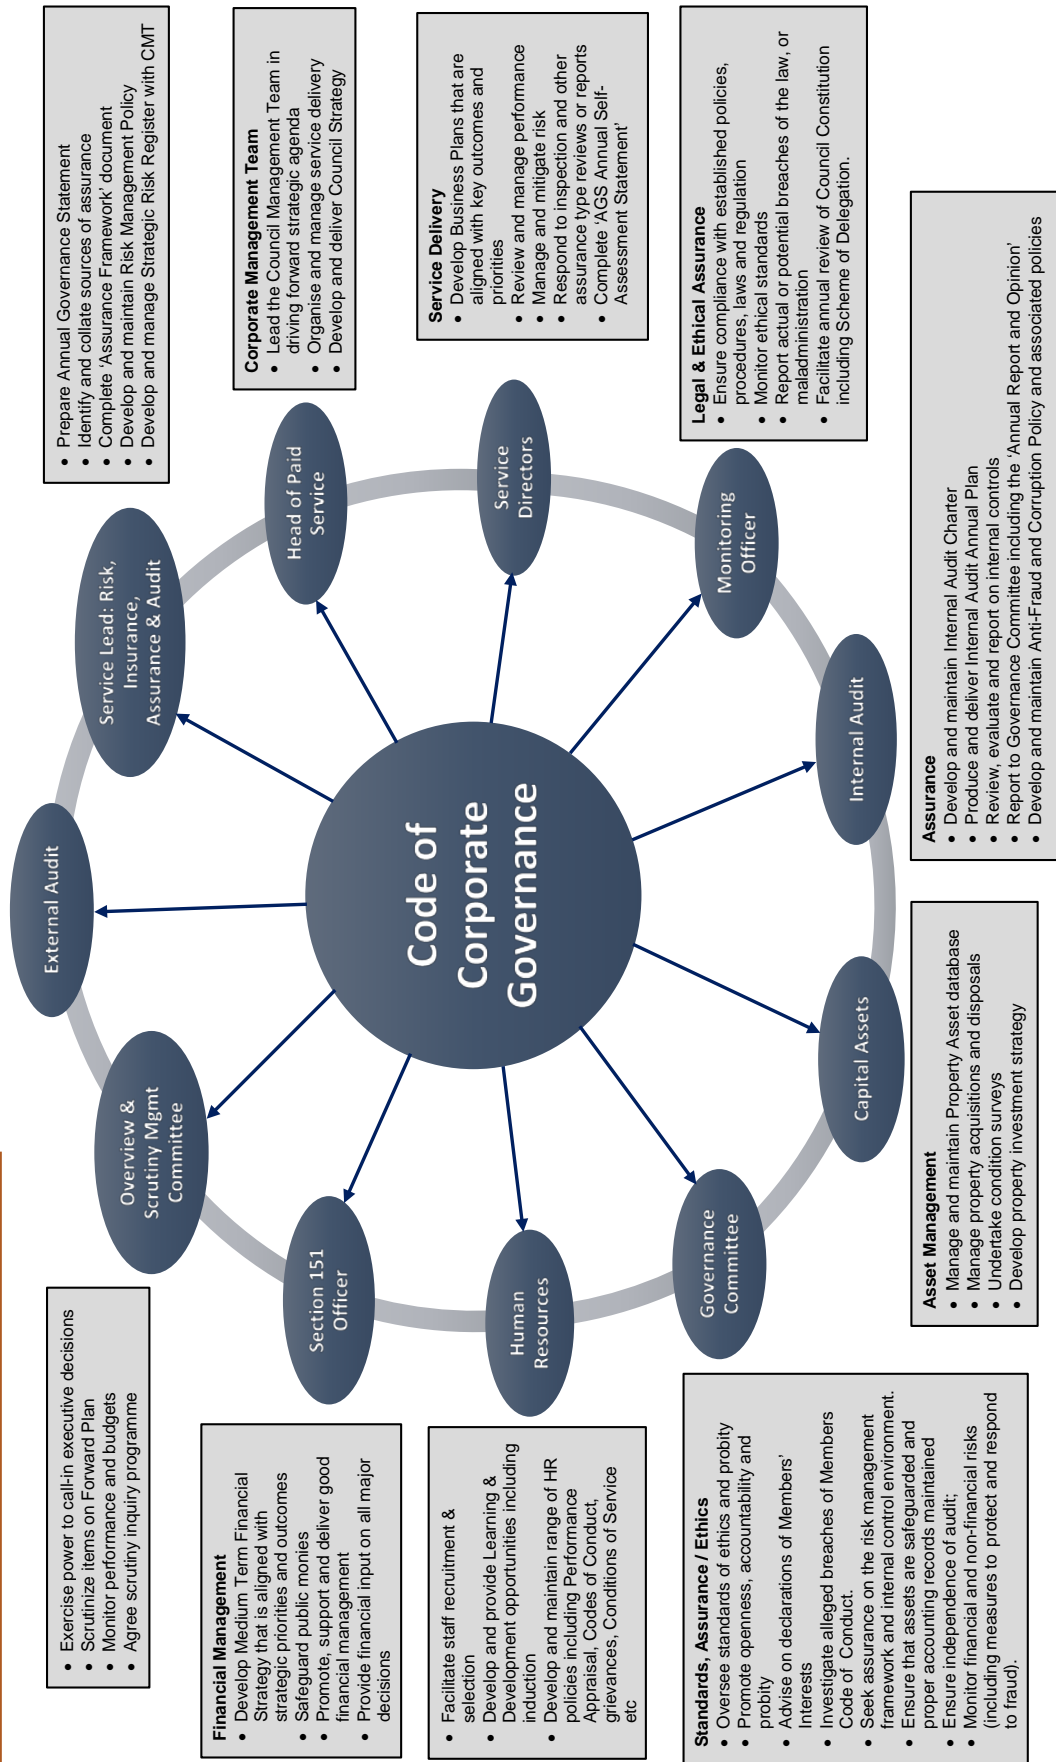 • Exercise power to call-in executive decisions
• Scrutinize items on Forward Plan
• Monitor performance and budgets
• Agree scrutiny inquiry programme
Financial Management
• Develop Medium Term Financial
Strategy that is aligned with
strategic priorities and outcomes
• Safeguard public monies
• Promote, support and deliver good
financial management
• Provide financial input on all major
decisions
• Facilitate staff recruitment &
selection
• Develop and provide Learning &
Development opportunities including
induction
• Develop and maintain range of HR
policies including Performance
Appraisal, Codes of Conduct,
grievances, Conditions of Service
etc
Standards, Assurance / Ethics
• Oversee standards of ethics and probity
• Promote openness, accountability and
probity
• Advise on declarations of Members'
Interests
• Investigate alleged breaches of Members
Code of Conduct.
• Seek assurance on the risk management
framework and internal control environment.
• Ensure that assets are safeguarded and
proper accounting records maintained
• Ensure independence of audit;
• Monitor financial and non-financial risks
(including measures to protect and respond
to fraud).
External Audit
Overview &
Scrutiny Mgmt
Committee
Section 151
Officer
Human
Resources
Governance
Committee
Capital Assets
Code of
Corporate
Governance
Service Lead: Risk,
Insurance,
Assurance & Audit
Head of Paid
Service
Service
Directors
Monitoring
Officer
Internal Audit
• Prepare Annual Governance Statement
• Identify and collate sources of assurance
• Complete 'Assurance Framework' document
• Develop and maintain Risk Management Policy
• Develop and manage Strategic Risk Register with CMT
Corporate Management Team
• Lead the Council Management Team in
driving forward strategic agenda
• Organise and manage service delivery
• Develop and deliver Council Strategy
Service Delivery
• Develop Business Plans that are
aligned with key outcomes and
priorities
• Review and manage performance
• Manage and mitigate risk
• Respond to inspection and other
assurance type reviews or reports
• Complete 'AGS Annual Self-
Assessment Statement'
Legal & Ethical Assurance
• Ensure compliance with established policies,
procedures, laws and regulation
• Monitor ethical standards
• Report actual or potential breaches of the law, or
maladministration
• Facilitate annual review of Council Constitution
including Scheme of Delegation.
Asset Management
• Manage and maintain Property Asset database
• Manage property acquisitions and disposals
• Undertake condition surveys
• Develop property investment strategy
Assurance
• Develop and maintain Internal Audit Charter
• Produce and deliver Internal Audit Annual Plan
• Review, evaluate and report on internal controls
• Report to Governance Committee including the 'Annual Report and Opinion'
• Develop and maintain Anti-Fraud and Corruption Policy and associated policies